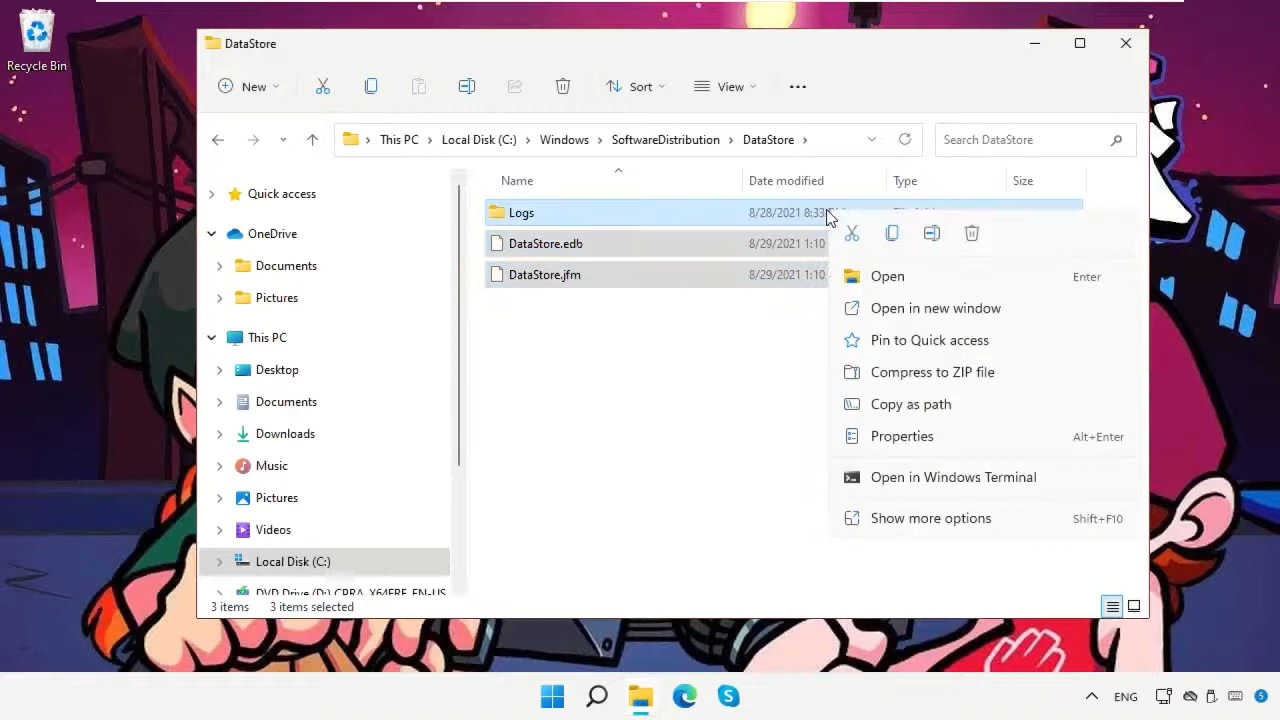 Recycle Bin
DataStore
New
Sort
View
This PC
Local Disk (C:)
Windows
SoftwareDistribution
DataStore
Search DataStore
Name
Date modified
Type
Size
Quick access
OneDrive
Documents
Pictures
This PC
Desktop
Documents
Downloads
Music
Pictures
Videos
Local Disk (C:)
DVD Drive (D:) CPRA_X64FRE_EN-US
Logs
8/28/2021 8:33
DataStore.edb
8/29/2021 1:10
DataStore.jfm
8/29/2021 1:10
Open
Enter
Open in new window
Pin to Quick access
Compress to ZIP file
Copy as path
Properties
Alt+Enter
Open in Windows Terminal
Show more options
Shift+F10
3 items
3 items selected
ENG
5